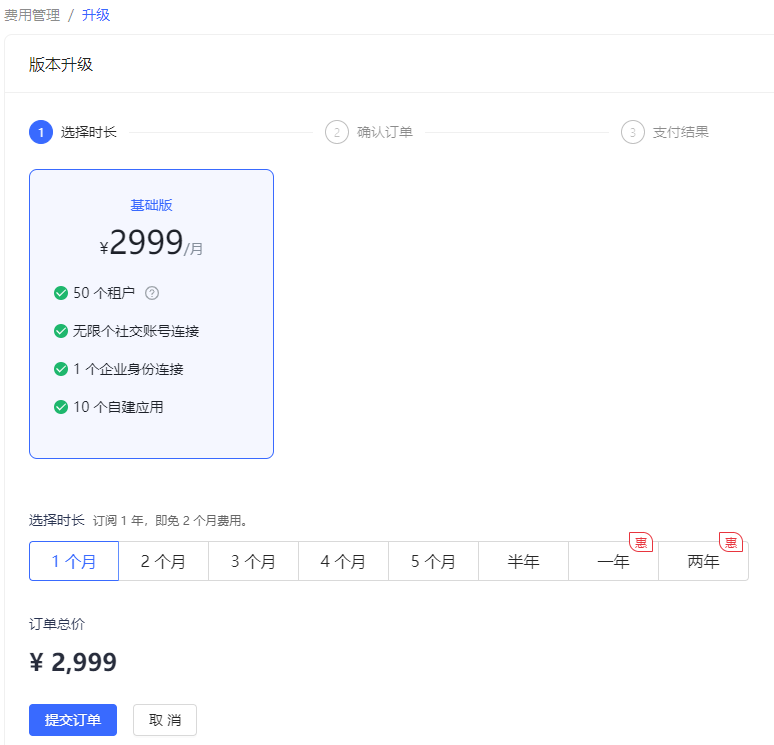 费用管理 / 升级
版本升级
1 选择时长
2 确认订单
3 支付结果
基础版
¥2999/月
50 个租户 ?
无限个社交账号连接
1 个企业身份连接
10 个自建应用
选择时长 订阅 1 年，即免 2 个月费用。
1 个月 2 个月 3 个月 4 个月 5 个月 半年 一年 惠 两年 惠
订单总价
¥ 2,999
提交订单 取 消